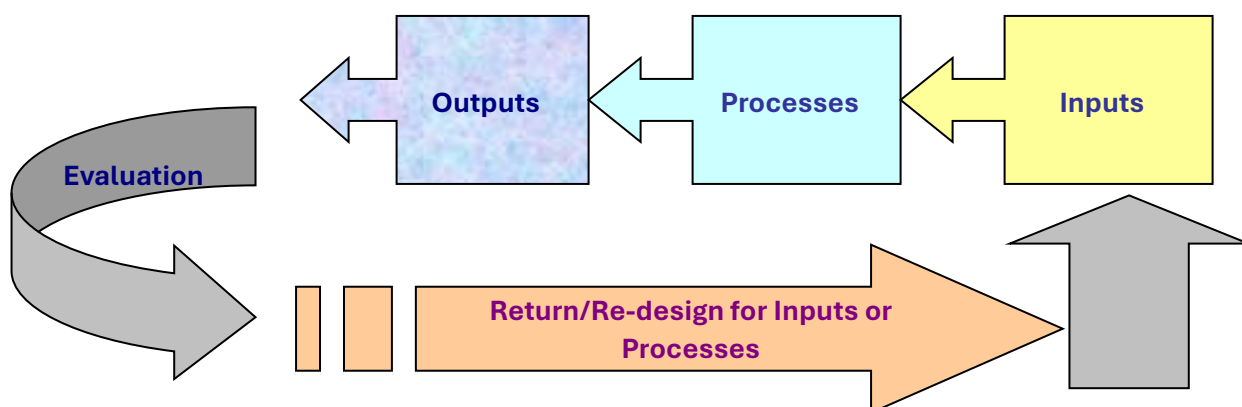 Outputs
Processes
Inputs
Evaluation
Return/Re-design for Inputs or
Processes